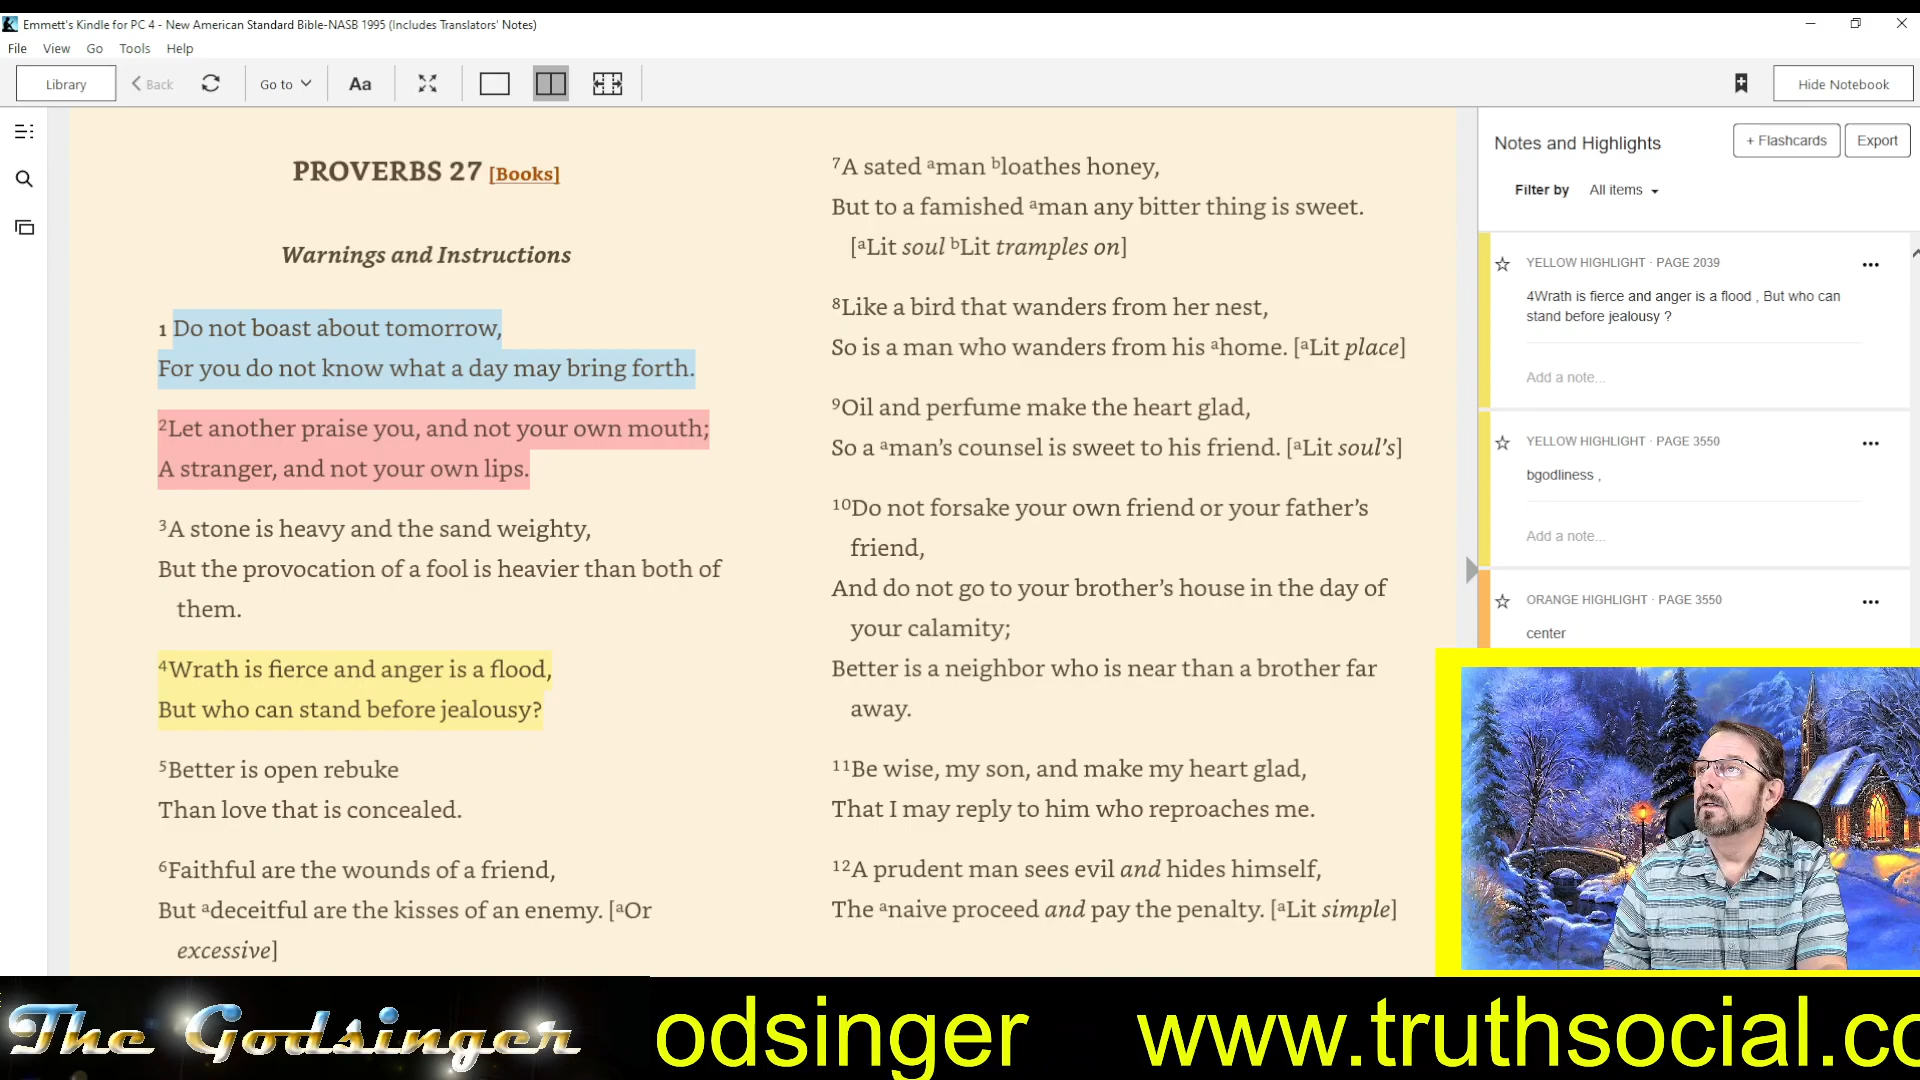 Emmett's Kindle for PC 4 - New American Standard Bible-NASB 1995 (Includes Translators' Notes)
File View Go Tools Help
Library Back Go to Aa Hide Notebook
PROVERBS 27 [Books]
Warnings and Instructions
1 Do not boast about tomorrow,
For you do not know what a day may bring forth.
2Let another praise you, and not your own mouth;
A stranger, and not your own lips.
3A stone is heavy and the sand weighty,
But the provocation of a fool is heavier than both of
them.
4Wrath is fierce and anger is a flood,
But who can stand before jealousy?
5Better is open rebuke
Than love that is concealed.
6Faithful are the wounds of a friend,
But adeceitful are the kisses of an enemy. [aOr
excessive]
7A sated aman bloathes honey,
But to a famished aman any bitter thing is sweet.
[aLit soul bLit tramples on]
8Like a bird that wanders from her nest,
So is a man who wanders from his ahome. [aLit place]
9Oil and perfume make the heart glad,
So a aman's counsel is sweet to his friend. [aLit soul's]
10Do not forsake your own friend or your father's
friend,
And do not go to your brother's house in the day of
your calamity;
Better is a neighbor who is near than a brother far
away.
11Be wise, my son, and make my heart glad,
That I may reply to him who reproaches me.
12A prudent man sees evil and hides himself,
The anaive proceed and pay the penalty. [aLit simple]
Notes and Highlights + Flashcards Export
Filter by All items
YELLOW HIGHLIGHT · PAGE 2039
4Wrath is fierce and anger is a flood , But who can
stand before jealousy ?
Add a note...
YELLOW HIGHLIGHT · PAGE 3550
bgodliness ,
Add a note...
ORANGE HIGHLIGHT · PAGE 3550
center
The Godsinger
odsinger www.truthsocial.co